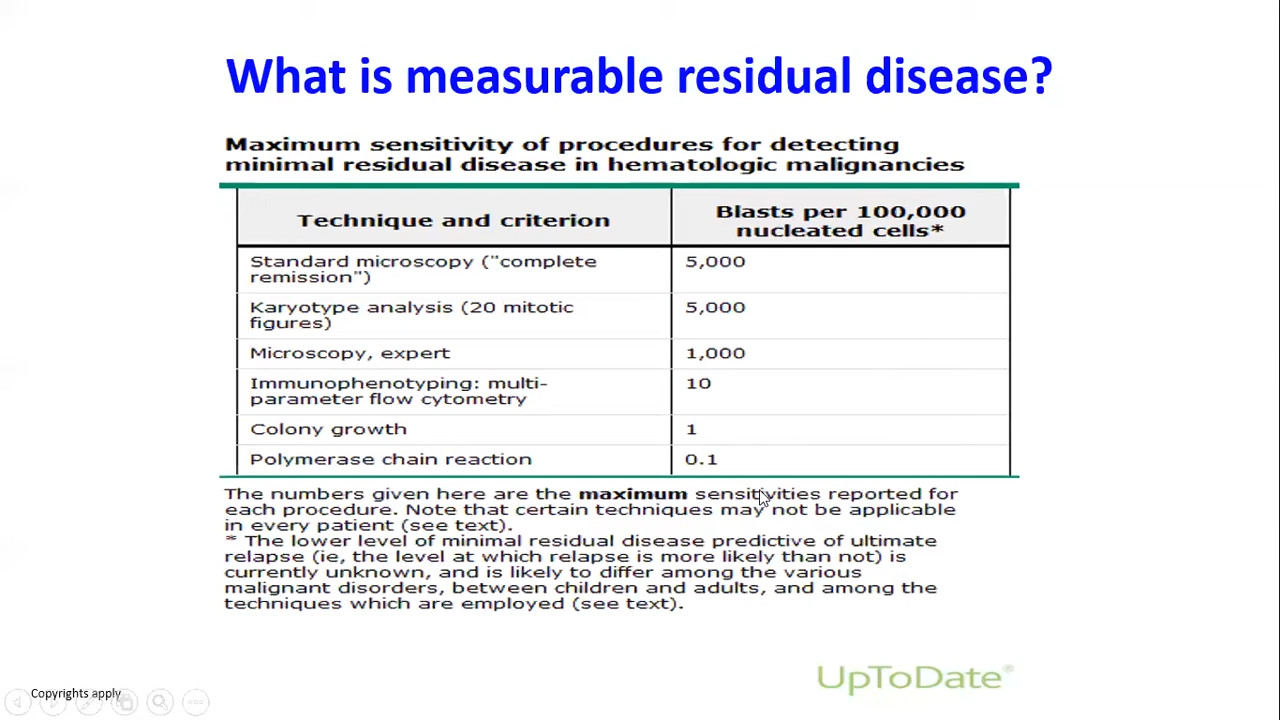 What is measurable residual disease?
Maximum sensitivity of procedures for detecting
minimal residual disease in hematologic malignancies
Technique and criterion
Blasts per 100,000
nucleated cells*
Standard microscopy ("complete
remission")
5,000
Karyotype analysis (20 mitotic
figures)
5,000
Microscopy, expert
1,000
Immunophenotyping: multi-
parameter flow cytometry
10
Colony growth
1
Polymerase chain reaction
0.1
The numbers given here are the maximum sensitivities reported for
each procedure. Note that certain techniques may not be applicable
in every patient (see text).
* The lower level of minimal residual disease predictive of ultimate
relapse (ie, the level at which relapse is more likely than not) is
currently unknown, and is likely to differ among the various
malignant disorders, between children and adults, and among the
techniques which are employed (see text).
UpToDate®
Copyrights apply